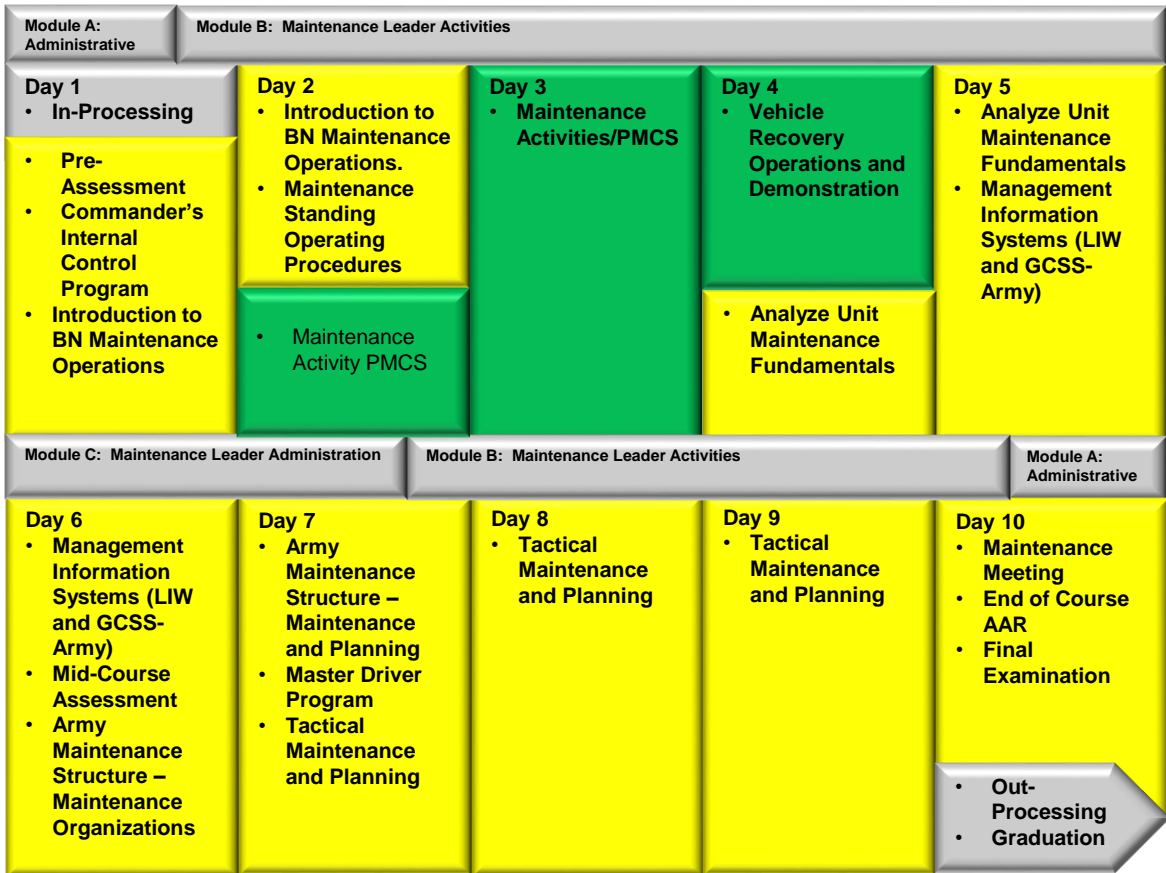 Module A:
Administrative
Module B:  Maintenance Leader Activities
Day 1
• In-Processing
• Pre-
Assessment
• Commander’s
Internal
Control
Program
• Introduction to
BN Maintenance
Operations
Day 2
• Introduction to
BN Maintenance
Operations.
• Maintenance
Standing
Operating
Procedures
• Maintenance
Activity PMCS
Day 3
• Maintenance
Activities/PMCS
Day 4
• Vehicle
Recovery
Operations and
Demonstration
• Analyze Unit
Maintenance
Fundamentals
Day 5
• Analyze Unit
Maintenance
Fundamentals
• Management
Information
Systems (LIW
and GCSS-
Army)
Module C:  Maintenance Leader Administration
Module B:  Maintenance Leader Activities
Module A:
Administrative
Day 6
• Management
Information
Systems (LIW
and GCSS-
Army)
• Mid-Course
Assessment
• Army
Maintenance
Structure –
Maintenance
Organizations
Day 7
• Army
Maintenance
Structure –
Maintenance
and Planning
• Master Driver
Program
• Tactical
Maintenance
and Planning
Day 8
• Tactical
Maintenance
and Planning
Day 9
• Tactical
Maintenance
and Planning
Day 10
• Maintenance
Meeting
• End of Course
AAR
• Final
Examination
• Out-
Processing
• Graduation